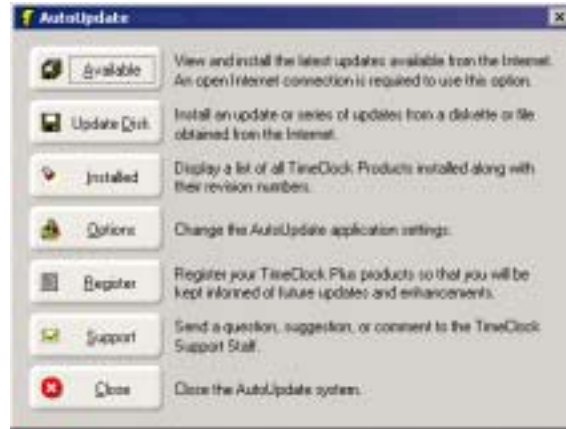 AutoUpdate
Available
View and install the latest updates available from the Internet.
An open Internet connection is required to use this option.
Update Disk
Install an update or series of updates from a diskette or file
obtained from the Internet.
Installed
Display a list of all TimeClock Products installed along with
their revision numbers.
Options
Change the AutoUpdate application settings.
Register
Register your TimeClock Plus products so that you will be
kept informed of future updates and enhancements.
Support
Send a question, suggestion, or comment to the TimeClock
Support Staff.
Close
Close the AutoUpdate system.